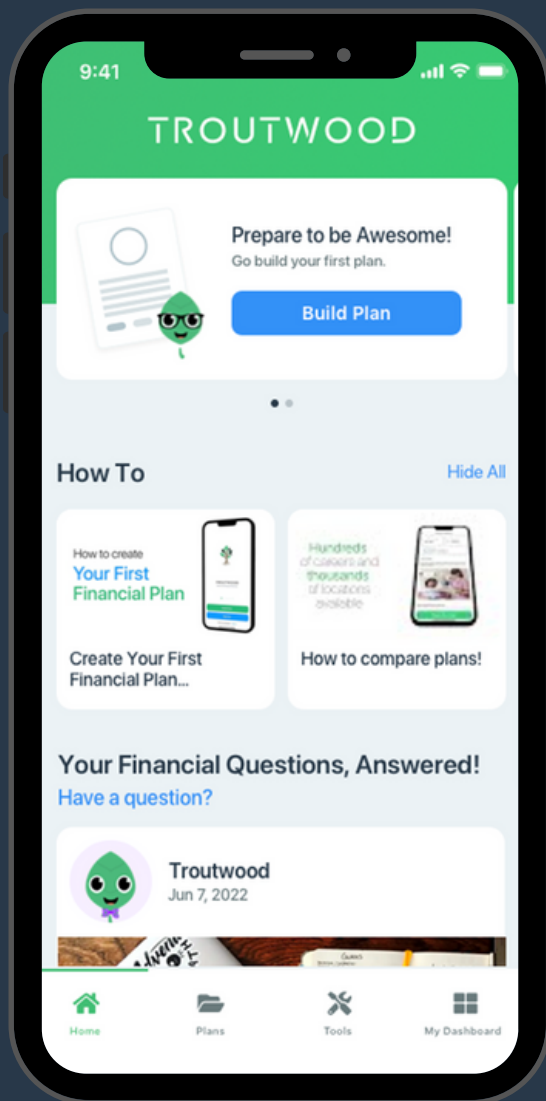 9:41
TROUTWOOD
Prepare to be Awesome!
Go build your first plan.
Build Plan
How To
Hide All
How to create
Your First
Financial Plan
Create Your First
Financial Plan...
Hundreds
of careers and
thousands
of locations
available
How to compare plans!
Your Financial Questions, Answered!
Have a question?
Troutwood
Jun 7, 2022
Home
Plans
Tools
My Dashboard